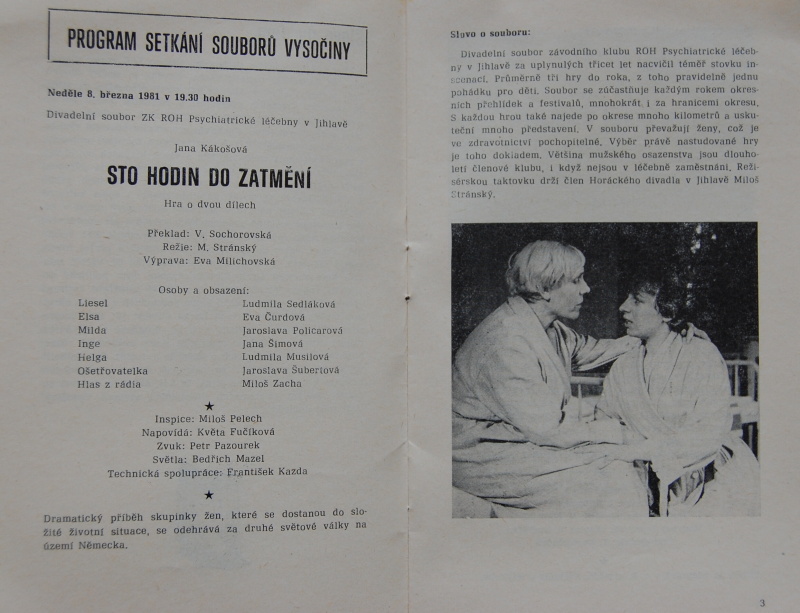 PROGRAM SETKÁNÍ SOUBORŮ VYSOČINY
Neděle 8. března 1981 v 19.30 hodin
Divadelní soubor ZK ROH Psychiatrické léčebny v Jihlavě
Jana Kákošová
STO HODIN DO ZATMĚNÍ
Hra o dvou dílech
Překlad: V. Sochorovská
Režie: M. Stránský
Výprava: Eva Milichovská
Osoby a obsazení:
Liesel Ludmila Sedláková
Elsa Eva Čurdová
Milda Jaroslava Policarová
Inge Jana Šímová
Helga Ludmila Musilová
Ošetřovatelka Jaroslava Šubertová
Hlas z rádia Miloš Zacha
★
Inspice: Miloš Pelech
Napovídá: Květa Fučíková
Zvuk: Petr Pazourek
Světla: Bedřich Mazel
Technická spolupráce: František Kazda
★
Dramatický příběh skupinky žen, které se dostanou do slo-
žité životní situace, se odehrává za druhé světové války na
území Německa.
Slovo o souboru:
Divadelní soubor závodního klubu ROH Psychiatrické léčeb-
ny v Jihlavě za uplynulých třicet jet nacvičil téměř stovku in-
scenací. Průměrně tři hry do roka, z toho pravidelně jednu
pohádku pro děti. Soubor se zúčastňuje každým rokem okres-
ních přehlídek a festivalů, mnohokrát i za hranicemi okresu.
S každou hrou také najede po okrese mnoho kilometrů a usku-
teční mnoho představení. V souboru převažují ženy, což je
ve zdravotnictví pochopitelné. Výběr právě nastudované hry
je toho dokladem. Většina mužského osazenstva jsou dlouho-
letí členové klubu, i když nejsou v léčebně zaměstnáni. Reži-
sérskou taktovku drží člen Horáckého divadla v Jihlavě Miloš
Stránský.
3